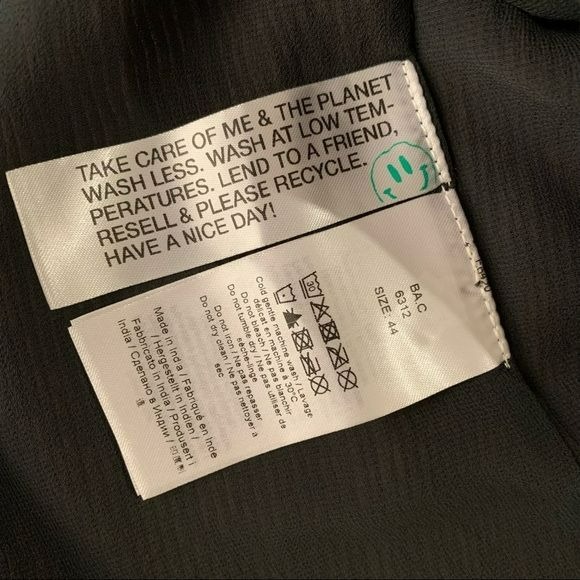 TAKE CARE OF ME & THE PLANET
WASH LESS. WASH AT LOW TEM-
PERATURES. LEND TO A FRIEND,
RESELL & PLEASE RECYCLE.
HAVE A NICE DAY!
BA.C
6312
SIZE: 44
30
Cold gentle machine wash / Lavage
délicat en machine à 30°C
Do not bleach / Ne pas blanchir
Do not tumble dry / Ne pas utiliser de
sèche-linge
Do not iron / Ne pas repasser
Do not dry clean / Ne pas nettoyer à
sec
Made in India / Fabriqué en Inde
/ Hergestellt in Indien /
Fabbricato in India / Produsert i
India / Сделано в Индии /